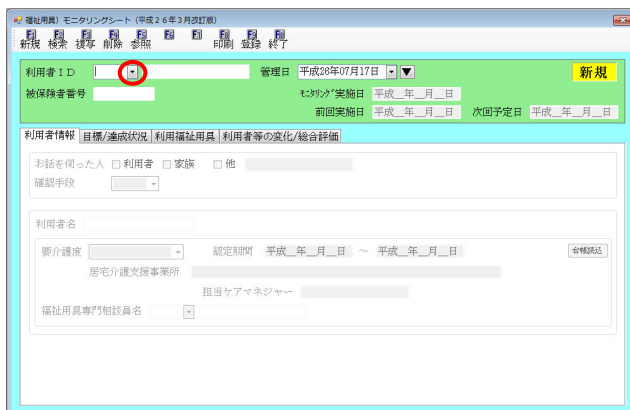 福祉用具）モニタリングシート（平成２６年３月改訂版）
F1 F2 F3 F4 F5 F6 F7 F8 F9 F10
新規 検索 複写 削除 参照 印刷 登録 終了
利用者ＩＤ 管理日 平成26年07月17日 新規
被保険者番号 ﾓﾆﾀﾘﾝｸﾞ実施日 平成__年__月__日
前回実施日 平成__年__月__日 次回予定日 平成__年__月__日
利用者情報 目標/達成状況 利用福祉用具 利用者等の変化/総合評価
お話を伺った人 利用者 家族 他
確認手段
利用者名
要介護度 認定期間 平成__年__月__日 ～ 平成__年__月__日 台帳読込
居宅介護支援事業所
担当ケアマネジャー
福祉用具専門相談員名